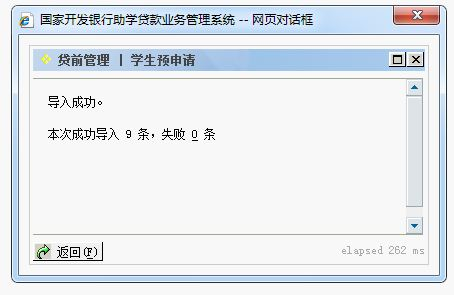 国家开发银行助学贷款业务管理系统 -- 网页对话框
贷前管理 | 学生预申请
导入成功。
本次成功导入 9 条，失败 0 条
返回(F)
elapsed 262 ms